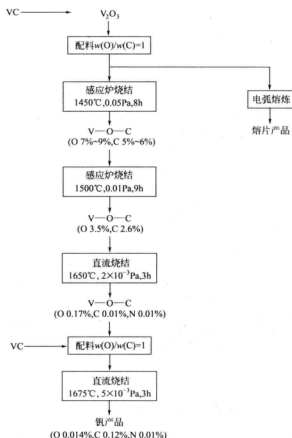 VC
V₂O₃
配料w(O)/w(C)=1
感应炉烧结
1450℃,0.05Pa,8h
电弧熔炼
熔片产品
V—O—C
(O 7%~9%,C 5%~6%)
感应炉烧结
1500℃,0.01Pa,9h
V—O—C
(O 3.5%,C 2.6%)
直流烧结
1650℃, 2×10⁻³Pa,3h
V—O—C
(O 0.17%,C 0.01%,N 0.01%)
VC
配料w(O)/w(C)=1
直流烧结
1675℃, 5×10⁻³Pa,3h
钒产品
(O 0.014%,C 0.12%,N 0.01%)